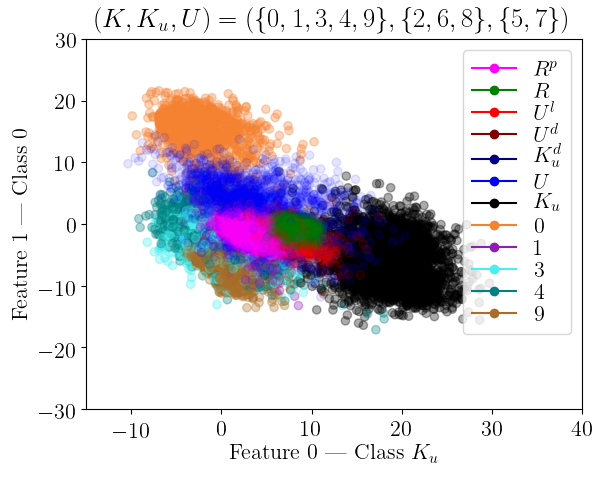 (K, K_u, U) = ({0, 1, 3, 4, 9}, {2, 6, 8}, {5, 7})
30
20
10
0
−10
−20
−30
Feature 1 — Class 0
−10
0
10
20
30
40
Feature 0 — Class K_u
R^p
R
U^l
U^d
K_u^d
U
K_u
0
1
3
4
9